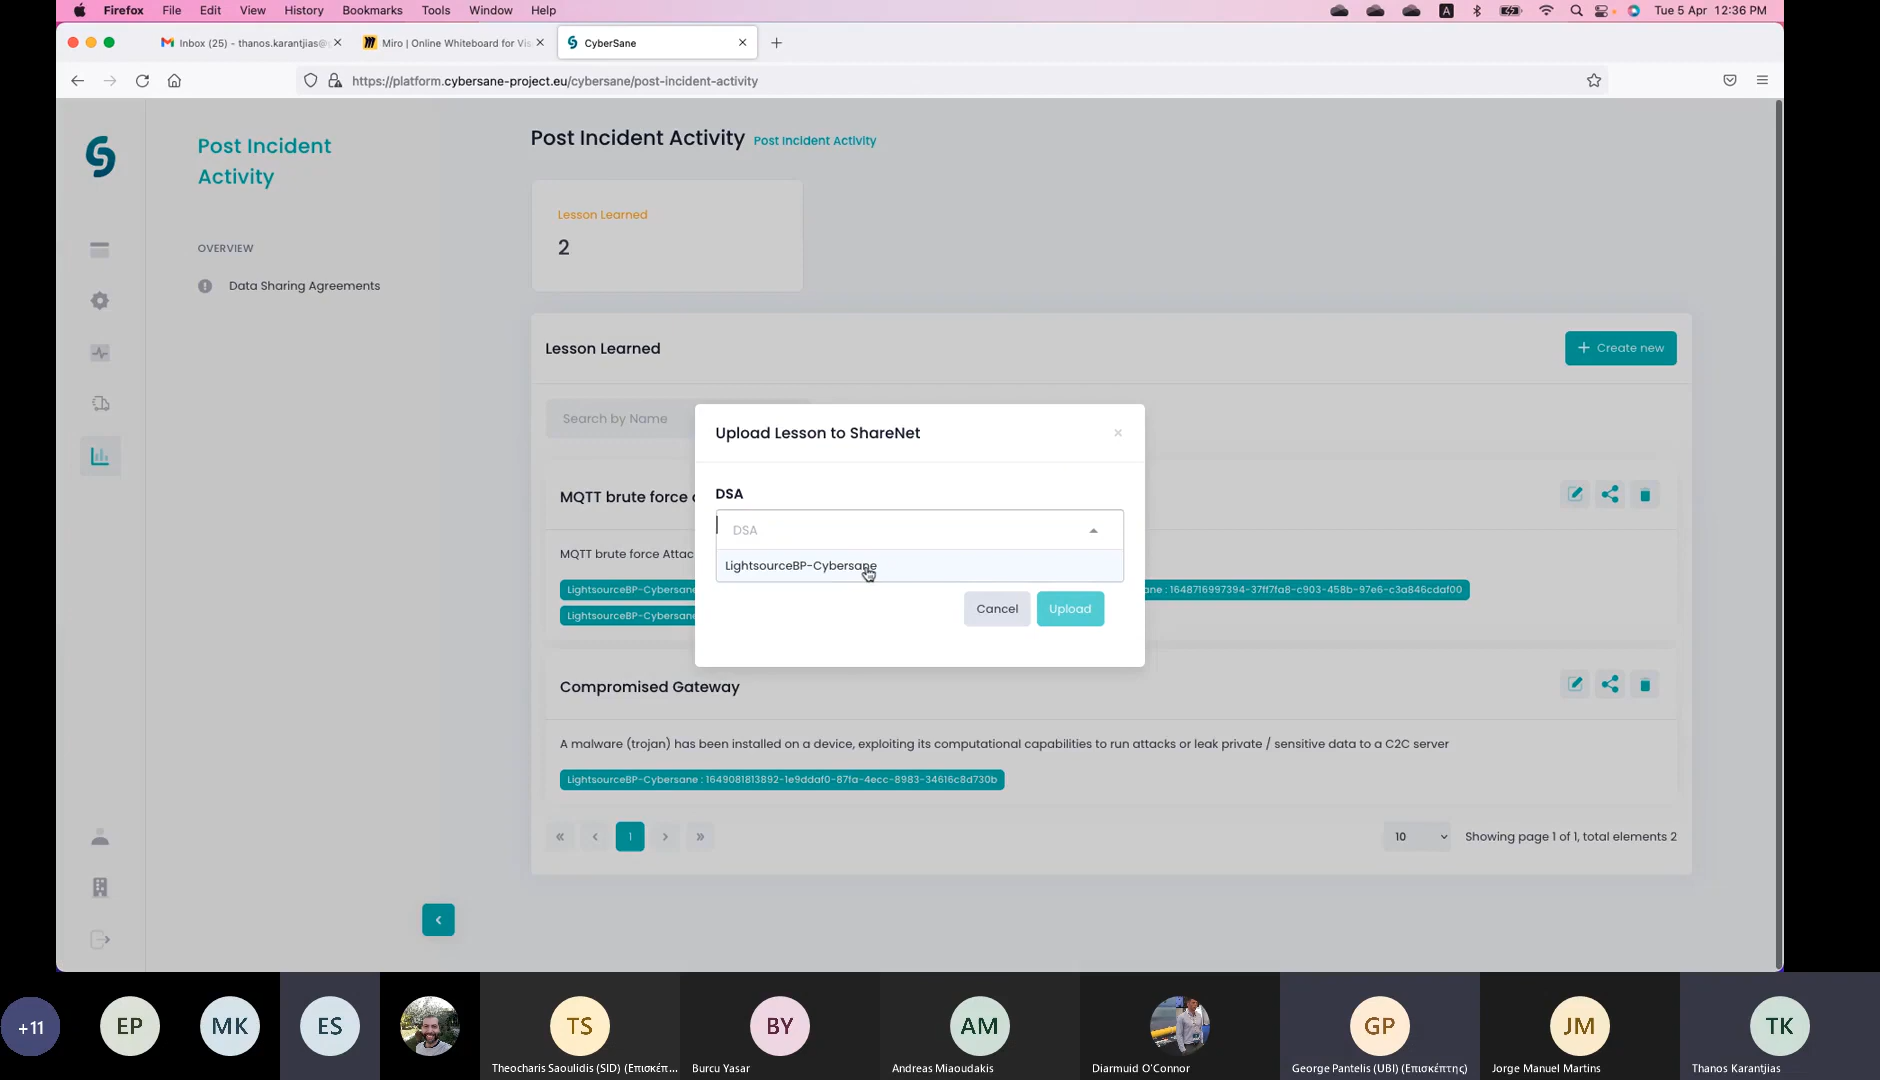 Firefox File Edit View History Bookmarks Tools Window Help A Tue 5 Apr 12:36 PM
Inbox (25) - thanos.karantjias@ Miro | Online Whiteboard for Vis CyberSane
https://platform.cybersane-project.eu/cybersane/post-incident-activity
Post Incident
Activity
OVERVIEW
Data Sharing Agreements
Post Incident Activity Post Incident Activity
Lesson Learned
2
Lesson Learned
+ Create new
Search by Name
Upload Lesson to ShareNet
×
DSA
DSA
LightsourceBP-Cybersane
Cancel Upload
MQTT brute force
MQTT brute force Attac
LightsourceBP-Cybersane
ane : 1648716997394-37ff7fa8-c903-458b-97e6-c3a846cdaf00
LightsourceBP-Cybersane
Compromised Gateway
A malware (trojan) has been installed on a device, exploiting its computational capabilities to run attacks or leak private / sensitive data to a C2C server
LightsourceBP-Cybersane : 1649081813892-1e9ddaf0-87fa-4ecc-8983-34616c8d730b
« ‹ 1 › »
10 Showing page 1 of 1, total elements 2
+11 EP MK ES TS BY AM GP JM TK
Theocharis Saoulidis (SID) (Επισκέπ... Burcu Yasar Andreas Miaoudakis Diarmuid O'Connor George Pantelis (UBI) (Επισκέπτης) Jorge Manuel Martins Thanos Karantjias